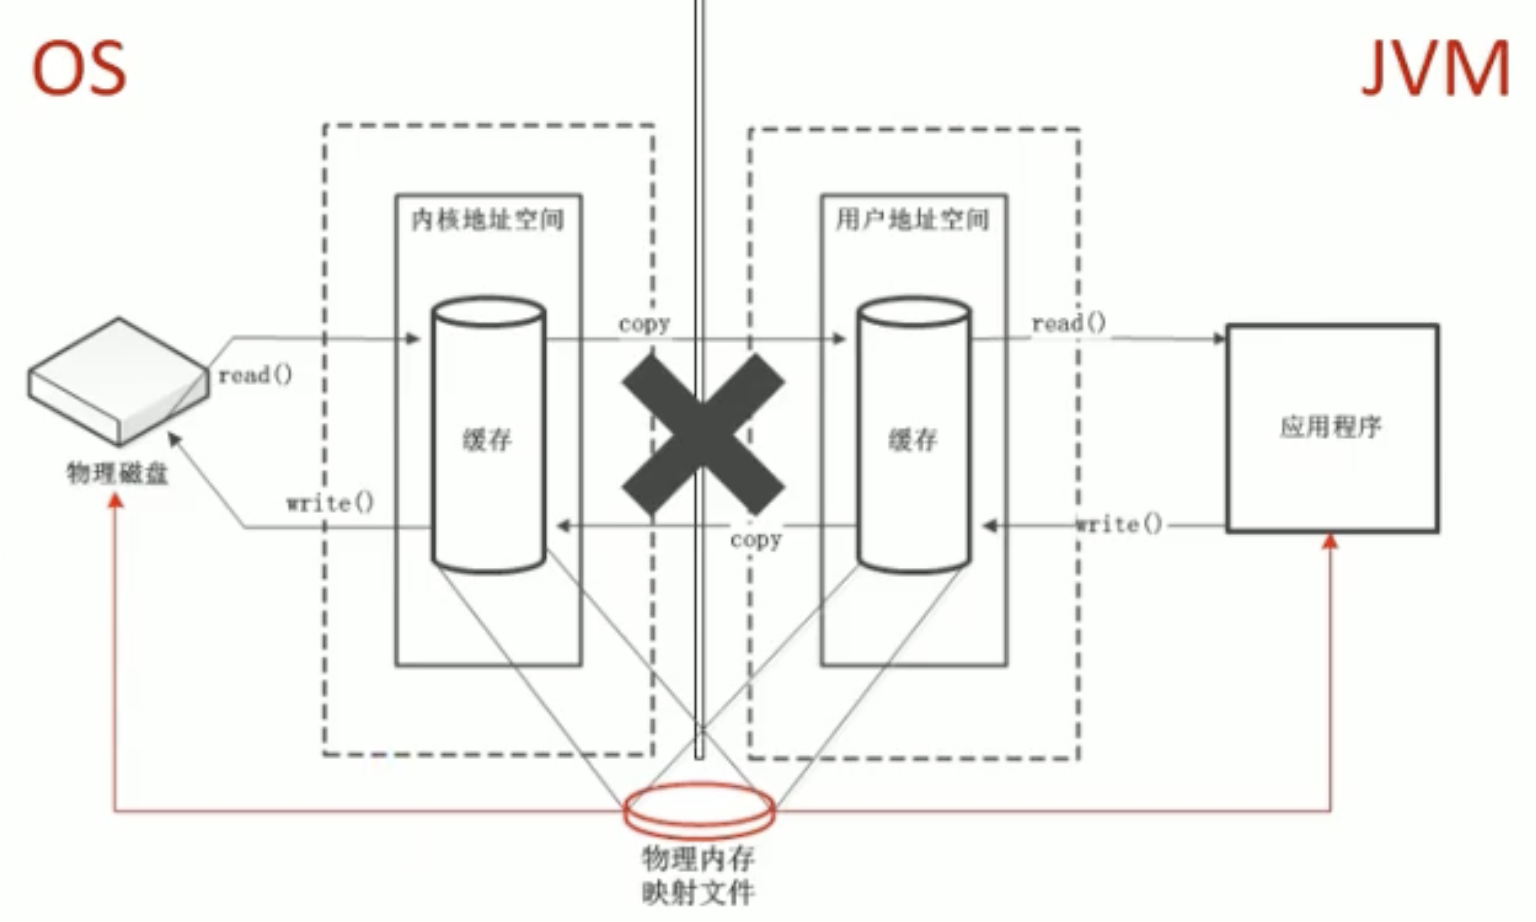 OS
JVM
内核地址空间
用户地址空间
copy
read()
read()
缓存
缓存
应用程序
物理磁盘
write()
write()
copy
物理内存
映射文件